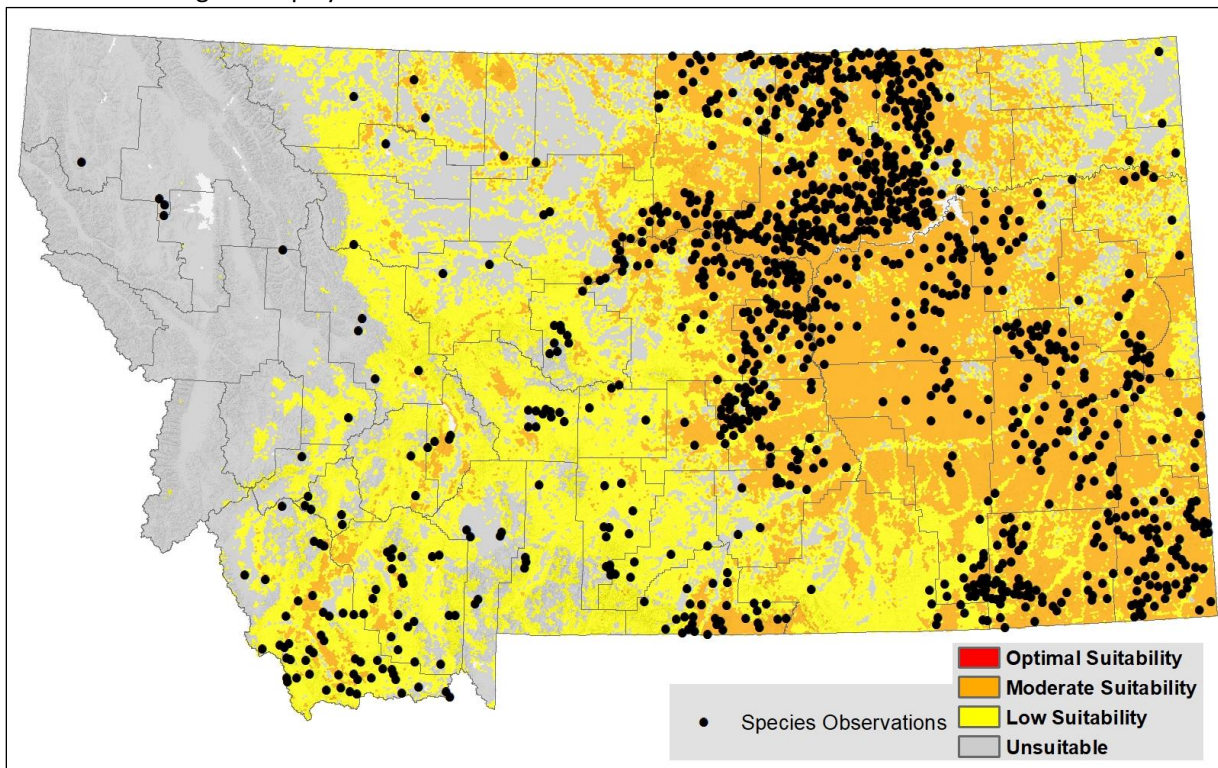 Optimal Suitability
Moderate Suitability
Species Observations
Low Suitability
Unsuitable